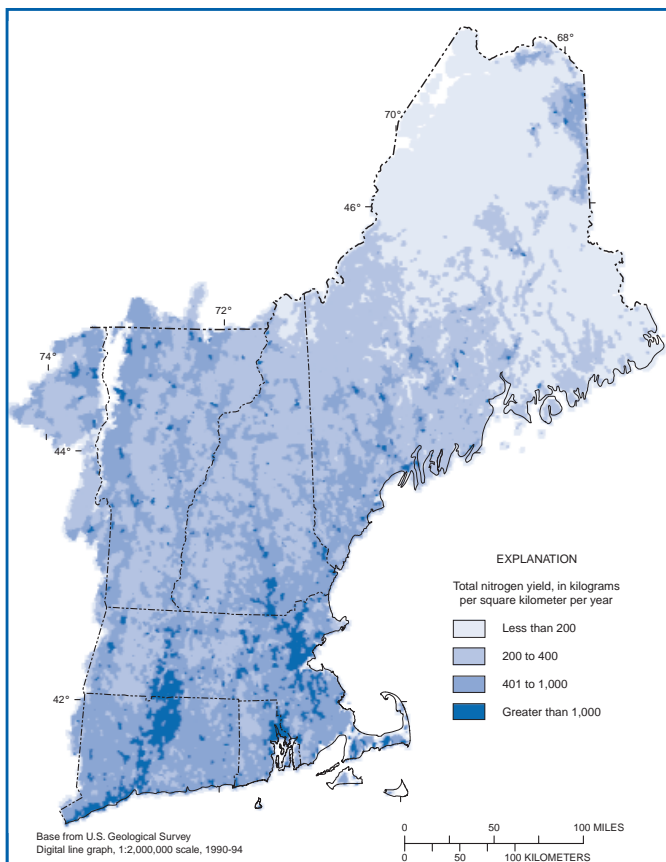 68°
70°
46°
72°
74°
44°
42°
EXPLANATION
Total nitrogen yield, in kilograms
per square kilometer per year
Less than 200
200 to 400
401 to 1,000
Greater than 1,000
Base from U.S. Geological Survey
Digital line graph, 1:2,000,000 scale, 1990-94
0 50 100 MILES
0 50 100 KILOMETERS